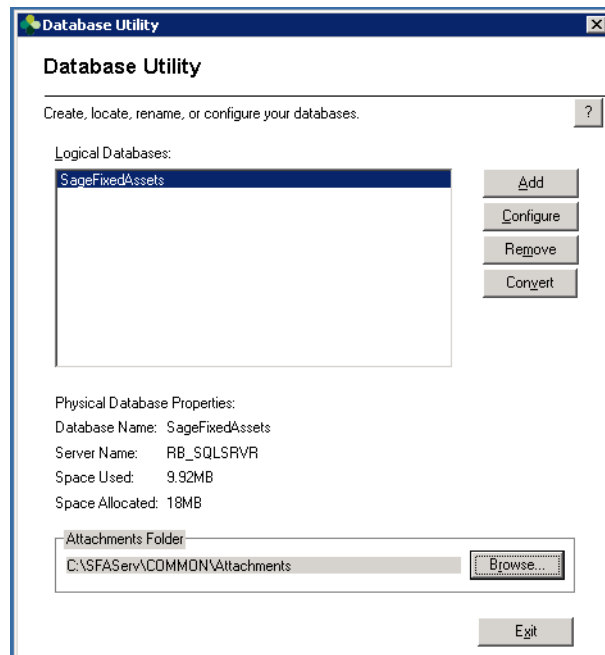 Database Utility
Database Utility
Create, locate, rename, or configure your databases.
?
Logical Databases:
SageFixedAssets
Add
Configure
Remove
Convert
Physical Database Properties:
Database Name: SageFixedAssets
Server Name: RB_SQLSRVR
Space Used: 9.92MB
Space Allocated: 18MB
Attachments Folder
C:\SFAServ\COMMON\Attachments
Browse...
Exit